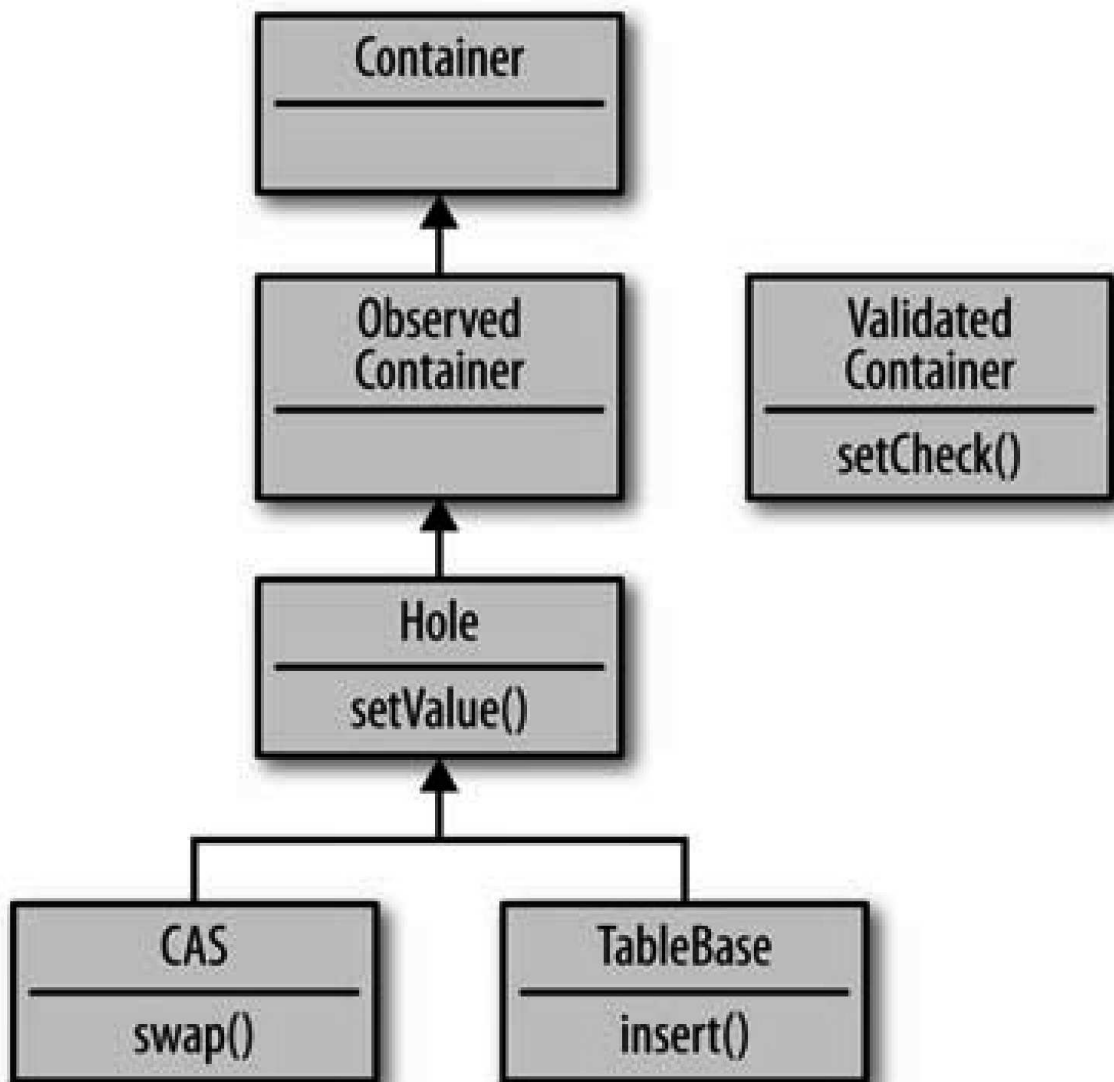 Container
Observed
Container
Validated
Container
setCheck()
Hole
setValue()
CAS
swap()
TableBase
insert()